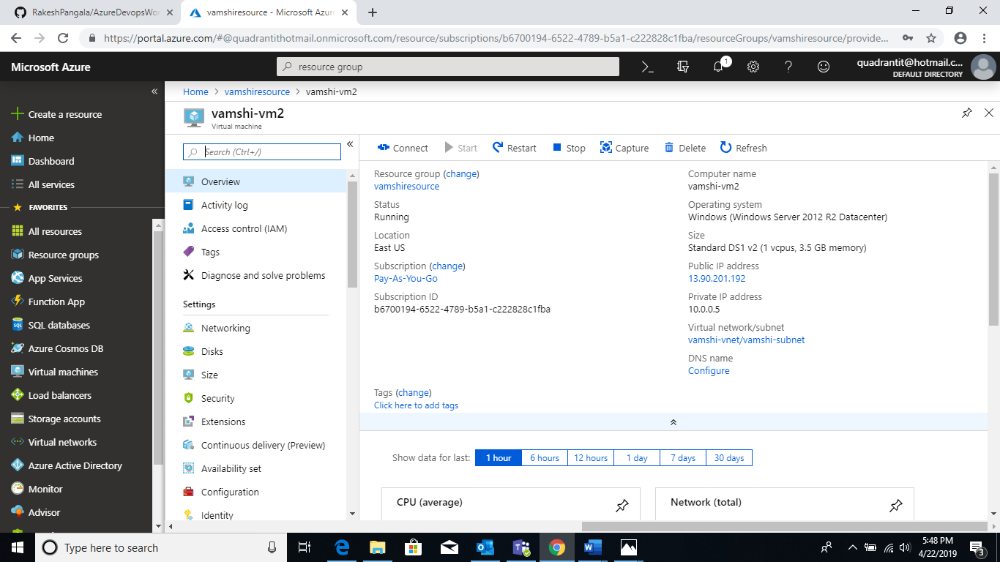 RakeshPangala/AzureDevopsWor
vamshiresource - Microsoft Azure
https://portal.azure.com/#@quadrantithotmail.onmicrosoft.com/resource/subscriptions/b6700194-6522-4789-b5a1-c222828c1fba/resourceGroups/vamshiresource/provide...
Microsoft Azure
resource group
1
quadrantit@hotmail.c...
DEFAULT DIRECTORY
Create a resource
Home
Dashboard
All services
FAVORITES
All resources
Resource groups
App Services
Function App
SQL databases
Azure Cosmos DB
Virtual machines
Load balancers
Storage accounts
Virtual networks
Azure Active Directory
Monitor
Advisor
Home > vamshiresource > vamshi-vm2
vamshi-vm2
Virtual machine
Search (Ctrl+/)
Overview
Activity log
Access control (IAM)
Tags
Diagnose and solve problems
Settings
Networking
Disks
Size
Security
Extensions
Continuous delivery (Preview)
Availability set
Configuration
Identity
Connect Start Restart Stop Capture Delete Refresh
Resource group (change)
vamshiresource
Status
Running
Location
East US
Subscription (change)
Pay-As-You-Go
Subscription ID
b6700194-6522-4789-b5a1-c222828c1fba
Computer name
vamshi-vm2
Operating system
Windows (Windows Server 2012 R2 Datacenter)
Size
Standard DS1 v2 (1 vcpus, 3.5 GB memory)
Public IP address
13.90.201.192
Private IP address
10.0.0.5
Virtual network/subnet
vamshi-vnet/vamshi-subnet
DNS name
Configure
Tags (change)
Click here to add tags
Show data for last: 1 hour 6 hours 12 hours 1 day 7 days 30 days
CPU (average)
Network (total)
Type here to search
5:48 PM
4/22/2019
3